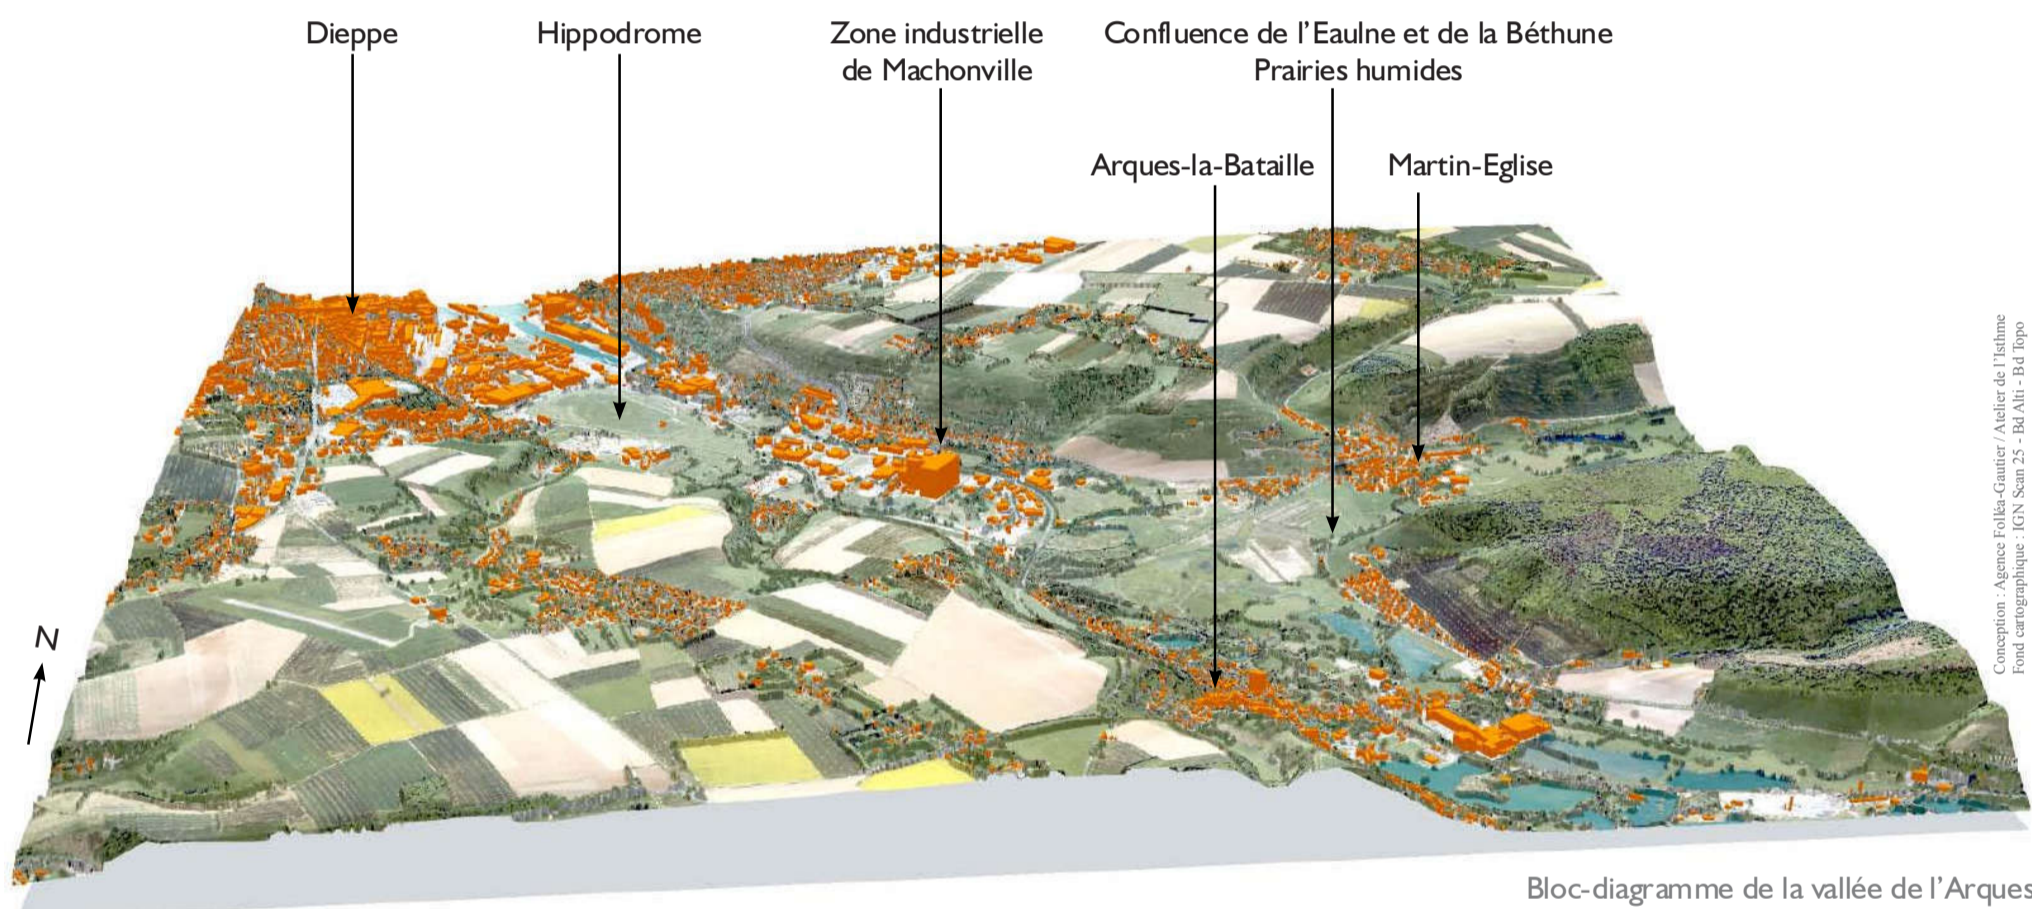 Dieppe
Hippodrome
Zone industrielle
de Machonville
Confluence de l'Eaulne et de la Béthune
Prairies humides
Arques-la-Bataille
Martin-Eglise
N
Conception : Agence Folléa-Gautier / Atelier de l'Isthme
Fond cartographique : IGN Scan 25 - Bd Alti - Bd Topo
Bloc-diagramme de la vallée de l'Arques